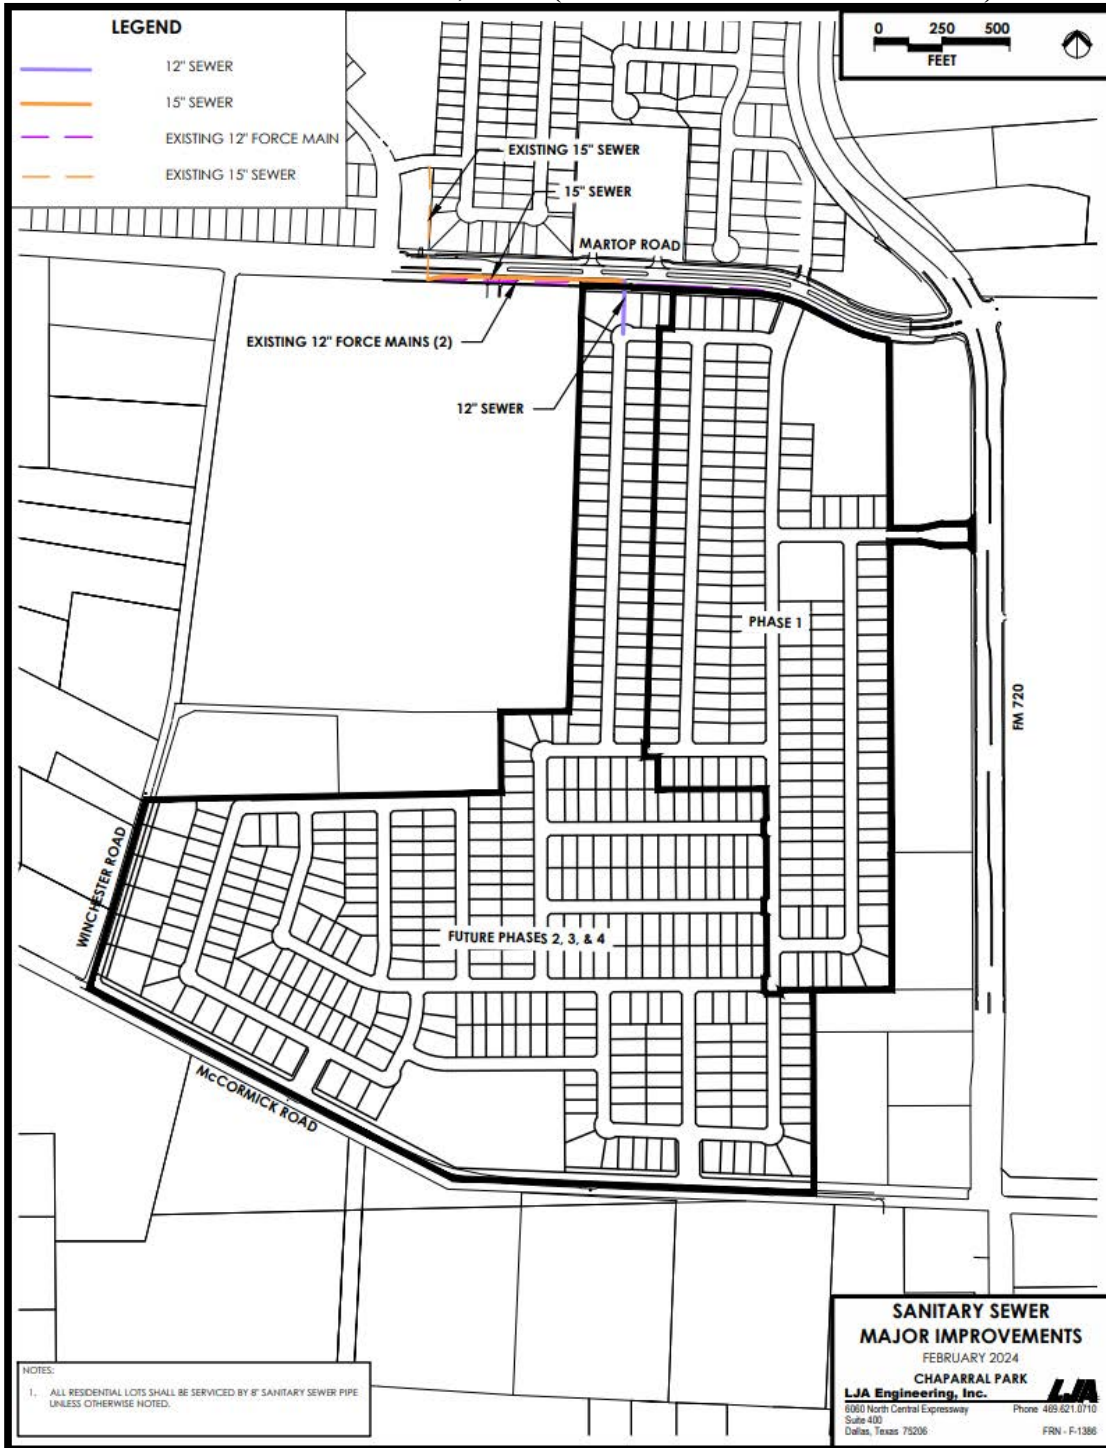 LEGEND
12" SEWER
15" SEWER
EXISTING 12" FORCE MAIN
EXISTING 15" SEWER
0 250 500
FEET
EXISTING 15" SEWER
15" SEWER
MARTOP ROAD
EXISTING 12" FORCE MAINS (2)
12" SEWER
PHASE 1
FM 720
WINCHESTER ROAD
FUTURE PHASES 2, 3, & 4
McCORMICK ROAD
NOTES:
1. ALL RESIDENTIAL LOTS SHALL BE SERVICED BY 8" SANITARY SEWER PIPE
UNLESS OTHERWISE NOTED.
SANITARY SEWER
MAJOR IMPROVEMENTS
FEBRUARY 2024
CHAPARRAL PARK
LJA Engineering, Inc.
LJA
6060 North Central Expressway Phone 469.621.0710
Suite 400
Dallas, Texas 75206 FRN - F-1386